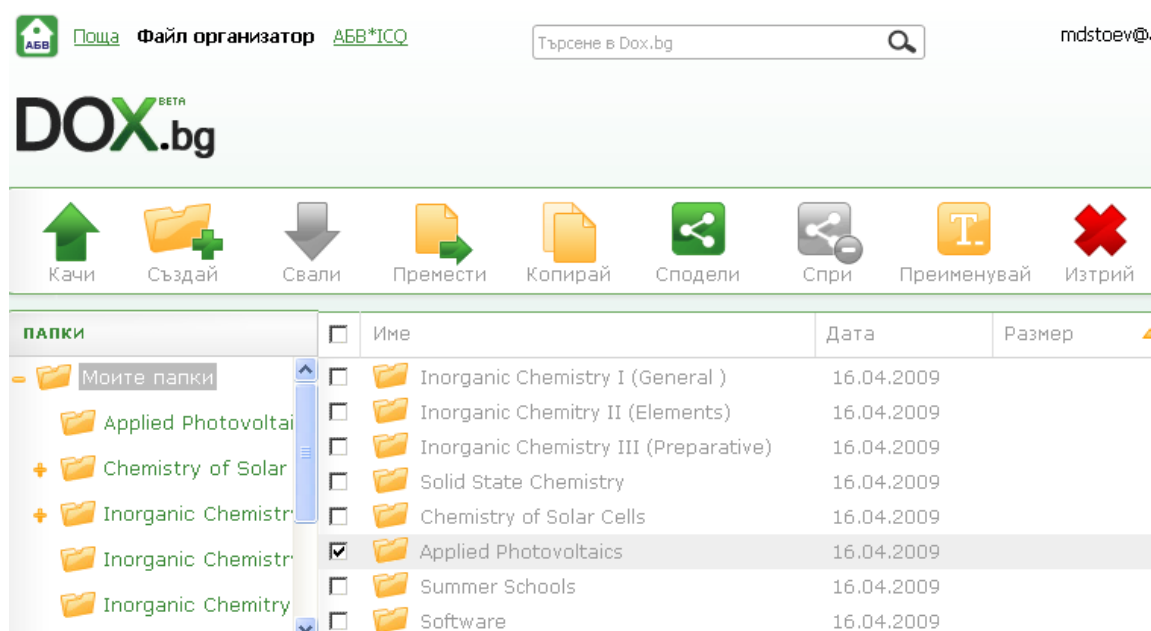 АБВ Поща Файл организатор АБВ*ICQ Търсене в Dox.bg mdstoev@
DOX.bg BETA
Качи Създай Свали Премести Копирай Сподели Спри Преименувай Изтрий
ПАПКИ Име Дата Размер
Моите папки
Applied Photovoltai
Chemistry of Solar
Inorganic Chemistr
Inorganic Chemistr
Inorganic Chemitry
Inorganic Chemistry I (General ) 16.04.2009
Inorganic Chemitry II (Elements) 16.04.2009
Inorganic Chemistry III (Preparative) 16.04.2009
Solid State Chemistry 16.04.2009
Chemistry of Solar Cells 16.04.2009
Applied Photovoltaics 16.04.2009
Summer Schools 16.04.2009
Software 16.04.2009